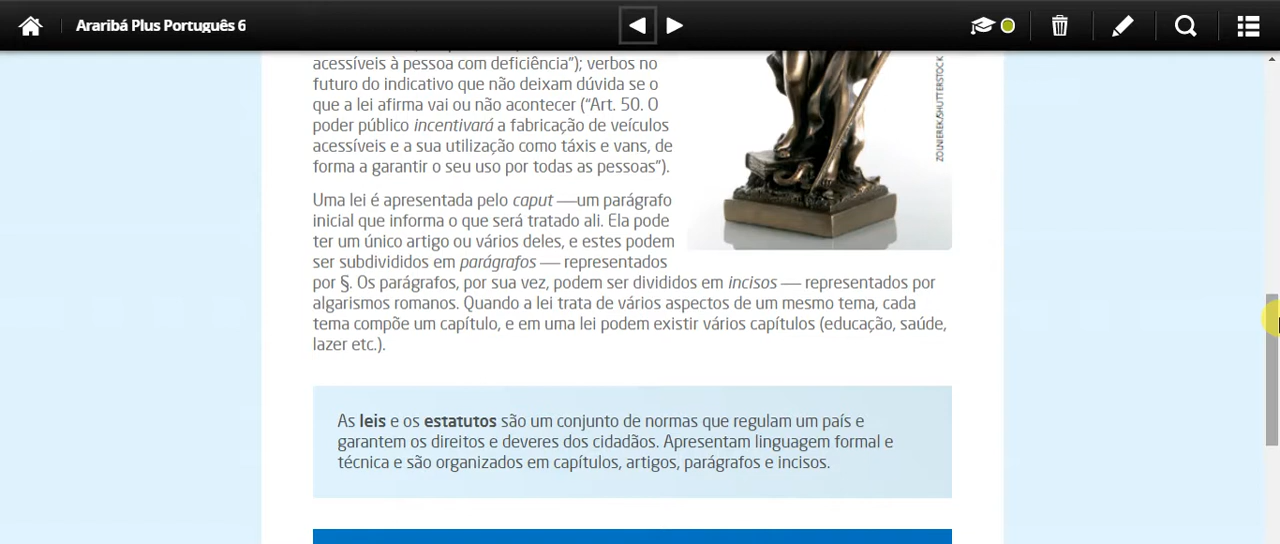 Araribá Plus Português 6
acessíveis à pessoa com deficiência”); verbos no
futuro do indicativo que não deixam dúvida se o
que a lei afirma vai ou não acontecer (“Art. 50. O
poder público incentivará a fabricação de veículos
acessíveis e a sua utilização como táxis e vans, de
forma a garantir o seu uso por todas as pessoas”).
ZOLNIEREK/SHUTTERSTOCK
Uma lei é apresentada pelo caput —um parágrafo
inicial que informa o que será tratado ali. Ela pode
ter um único artigo ou vários deles, e estes podem
ser subdivididos em parágrafos — representados
por §. Os parágrafos, por sua vez, podem ser divididos em incisos — representados por
algarismos romanos. Quando a lei trata de vários aspectos de um mesmo tema, cada
tema compõe um capítulo, e em uma lei podem existir vários capítulos (educação, saúde,
lazer etc.).
As leis e os estatutos são um conjunto de normas que regulam um país e
garantem os direitos e deveres dos cidadãos. Apresentam linguagem formal e
técnica e são organizados em capítulos, artigos, parágrafos e incisos.